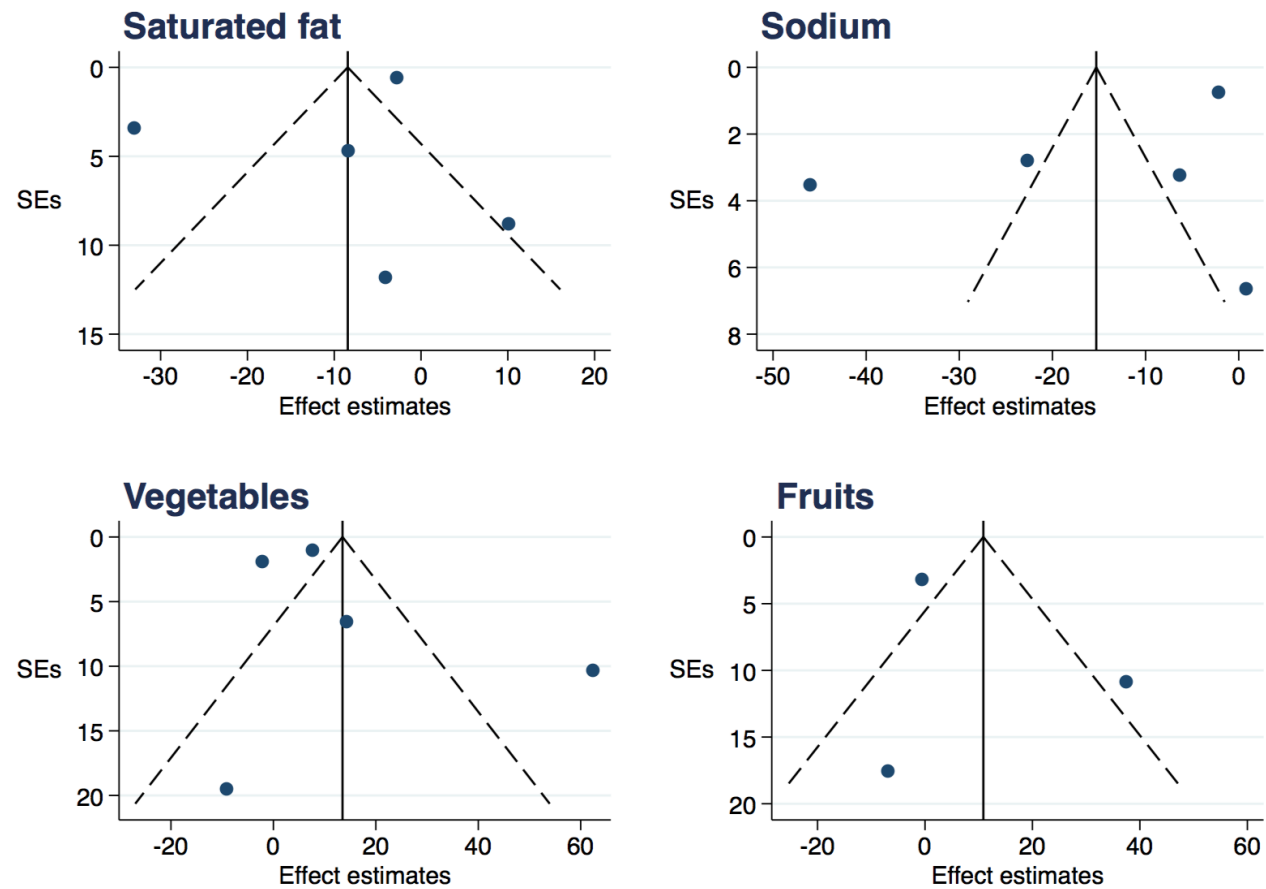 Saturated fat
0
5
SEs
10
15
-30 -20 -10 0 10 20
Effect estimates
Sodium
0
2
SEs
4
6
8
-50 -40 -30 -20 -10 0
Effect estimates
Vegetables
0
5
SEs
10
15
20
-20 0 20 40 60
Effect estimates
Fruits
0
5
SEs
10
15
20
-20 0 20 40 60
Effect estimates